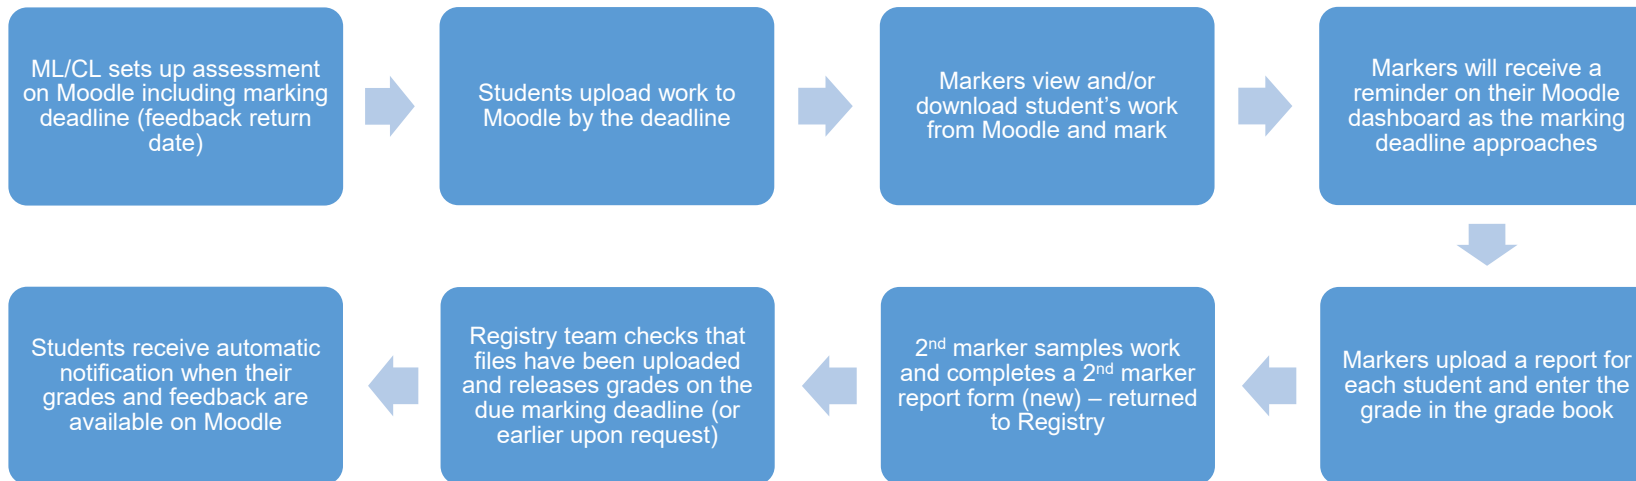 ML/CL sets up assessment
on Moodle including marking
deadline (feedback return
date)
Students upload work to
Moodle by the deadline
Markers view and/or
download student’s work
from Moodle and mark
Markers will receive a
reminder on their Moodle
dashboard as the marking
deadline approaches
Markers upload a report for
each student and enter the
grade in the grade book
2nd marker samples work
and completes a 2nd marker
report form (new) – returned
to Registry
Registry team checks that
files have been uploaded
and releases grades on the
due marking deadline (or
earlier upon request)
Students receive automatic
notification when their
grades and feedback are
available on Moodle